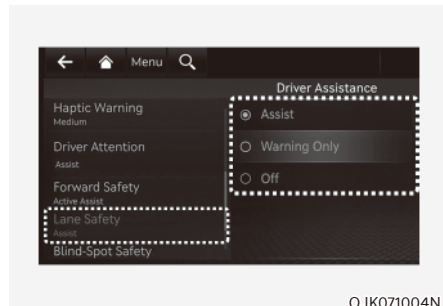 Menu
Driver Assistance
Haptic Warning
Medium
Driver Attention
Assist
Forward Safety
Active Assist
Lane Safety
Assist
Blind-Spot Safety
Assist
Warning Only
Off
OJK071004N